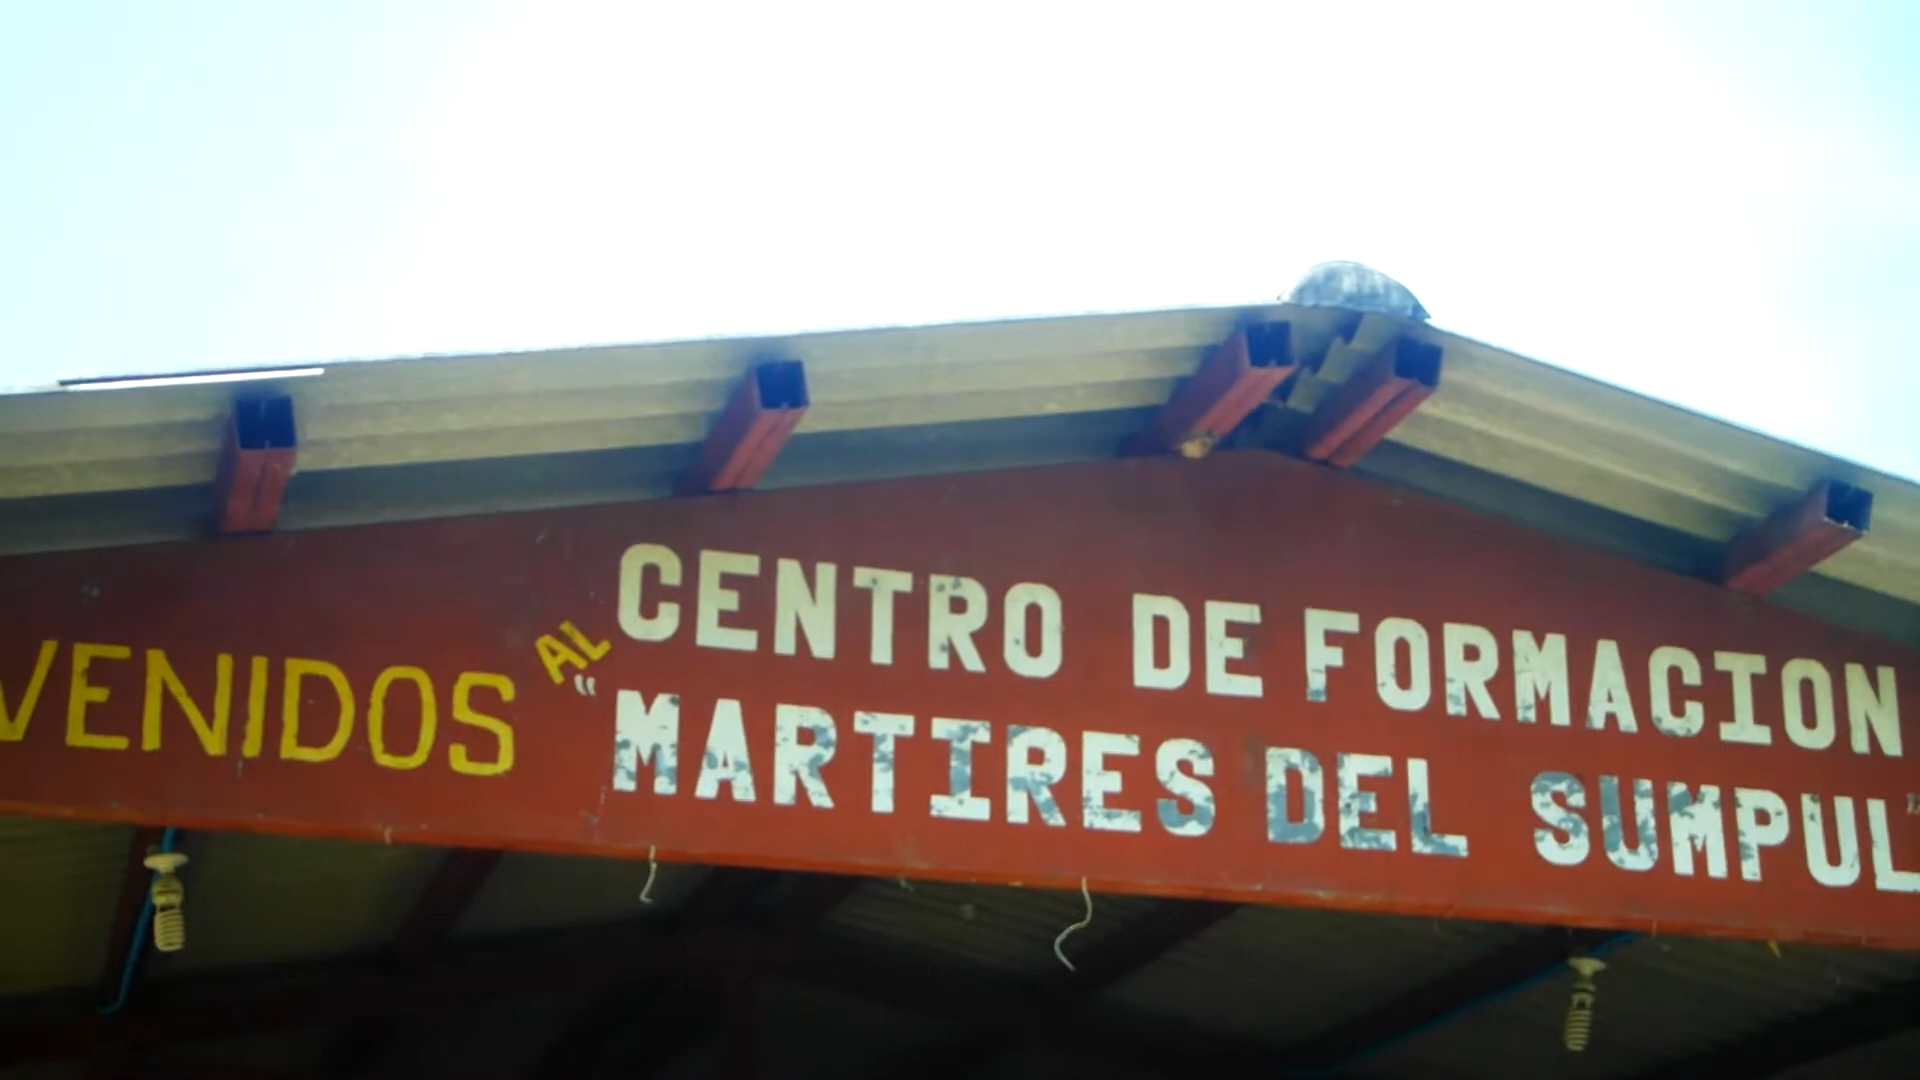 VENIDOS AL CENTRO DE FORMACION
"MARTIRES DEL SUMPUL"